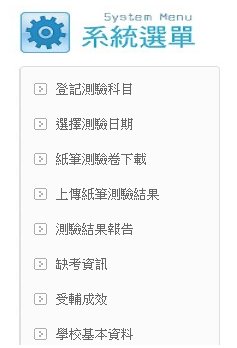 System Menu
系統選單
登記測驗科目
選擇測驗日期
紙筆測驗卷下載
上傳紙筆測驗結果
測驗結果報告
缺考資訊
受輔成效
學校基本資料